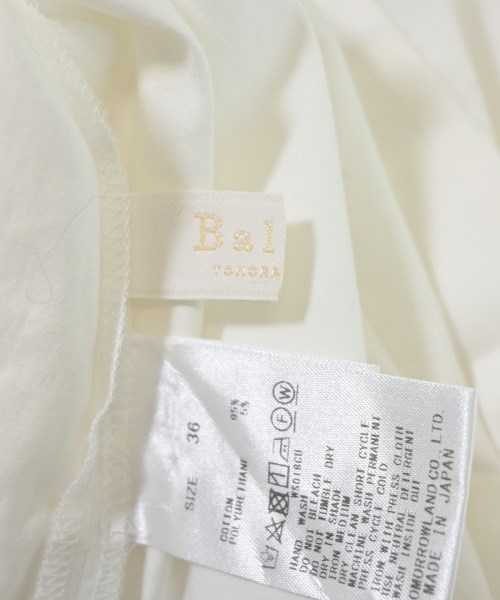 Bal
TOMORR
SIZE 36
COTTON 95%
POLYURETHANE 5%
HAND WASH
DO NOT BLEACH
DO NOT TUMBLE DRY
DRY IN SHADE
IRON MEDIUM
DRY CLEAN SHORT CYCLE
MACHINE WASH PERMANENT
PRESS CYCLE COLD
IRON WITH PRESS CLOTH
USE NEUTRAL DETERGENT
WASH INSIDE OUT
TOMORROWLAND CO LTD.
MADE IN JAPAN